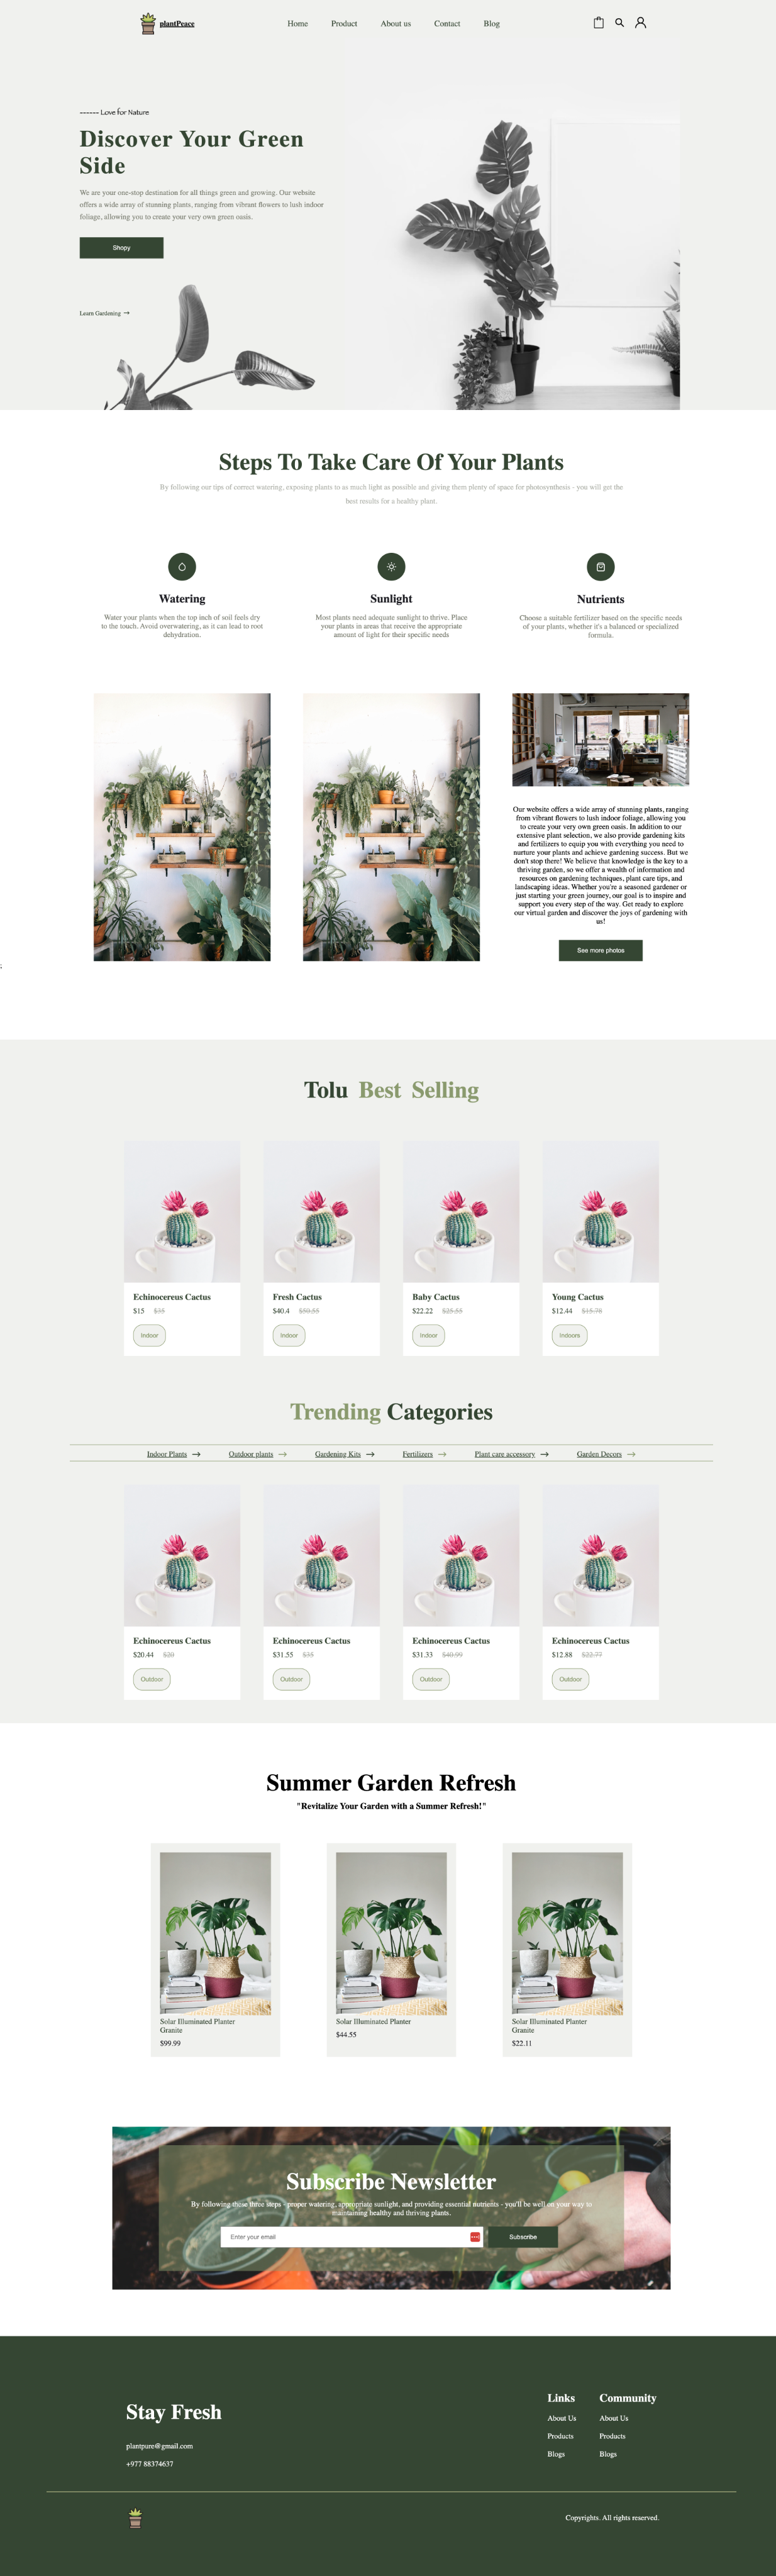 plantPeace
Home Product About us Contact Blog
------ Love for Nature
Discover Your Green
Side
We are your one-stop destination for all things green and growing. Our website
offers a wide array of stunning plants, ranging from vibrant flowers to lush indoor
foliage, allowing you to create your very own green oasis.
Shopy
Learn Gardening →
Steps To Take Care Of Your Plants
By following our tips of correct watering, exposing plants to as much light as possible and giving them plenty of space for photosynthesis - you will get the
best results for a healthy plant.
Watering
Water your plants when the top inch of soil feels dry
to the touch. Avoid overwatering, as it can lead to root
dehydration.
Sunlight
Most plants need adequate sunlight to thrive. Place
your plants in areas that receive the appropriate
amount of light for their specific needs
Nutrients
Choose a suitable fertilizer based on the specific needs
of your plants, whether it's a balanced or specialized
formula.
Our website offers a wide array of stunning plants, ranging
from vibrant flowers to lush indoor foliage, allowing you
to create your very own green oasis. In addition to our
extensive plant selection, we also provide gardening kits
and fertilizers to equip you with everything you need to
nurture your plants and achieve gardening success. But we
don't stop there! We believe that knowledge is the key to a
thriving garden, so we offer a wealth of information and
resources on gardening techniques, plant care tips, and
landscaping ideas. Whether you're a seasoned gardener or
just starting your green journey, our goal is to inspire and
support you every step of the way. Get ready to explore
our virtual garden and discover the joys of gardening with
us!
See more photos
;
Tolu Best Selling
Echinocereus Cactus
$15 $35
Indoor
Fresh Cactus
$40.4 $50.55
Indoor
Baby Cactus
$22.22 $25.55
Indoor
Young Cactus
$12.44 $15.78
Indoors
Trending Categories
Indoor Plants → Outdoor plants → Gardening Kits → Fertilizers → Plant care accessory → Garden Decors →
Echinocereus Cactus
$20.44 $20
Outdoor
Echinocereus Cactus
$31.55 $35
Outdoor
Echinocereus Cactus
$31.33 $40.99
Outdoor
Echinocereus Cactus
$12.88 $22.77
Outdoor
Summer Garden Refresh
"Revitalize Your Garden with a Summer Refresh!"
Solar Illuminated Planter
Granite
$99.99
Solar Illuminated Planter
$44.55
Solar Illuminated Planter
Granite
$22.11
Subscribe Newsletter
By following these three steps - proper watering, appropriate sunlight, and providing essential nutrients - you'll be well on your way to
maintaining healthy and thriving plants.
Enter your email
Subscribe
Stay Fresh
plantpure@gmail.com
+977 88374637
Links
About Us
Products
Blogs
Community
About Us
Products
Blogs
Copyrights. All rights reserved.